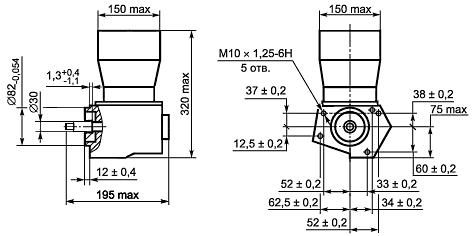 150 max
150 max
M10 × 1,25-6H
5 отв.
1,3+0,4
-1,1
Ø82-0,054
Ø30
320 max
37 ± 0,2
38 ± 0,2
75 max
12,5 ± 0,2
60 ± 0,2
12 ± 0,4
195 max
52 ± 0,2
33 ± 0,2
62,5 ± 0,2
34 ± 0,2
52 ± 0,2